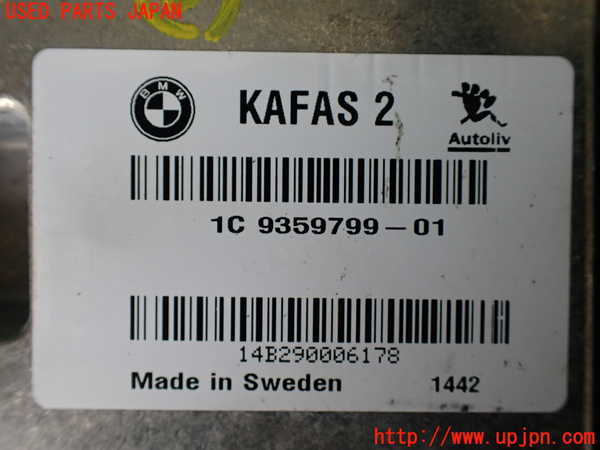 USED PARTS JAPAN
BMW
KAFAS 2
Autoliv
1C 9359799-01
14B290006178
Made in Sweden 1442
http://www.upjpn.com/